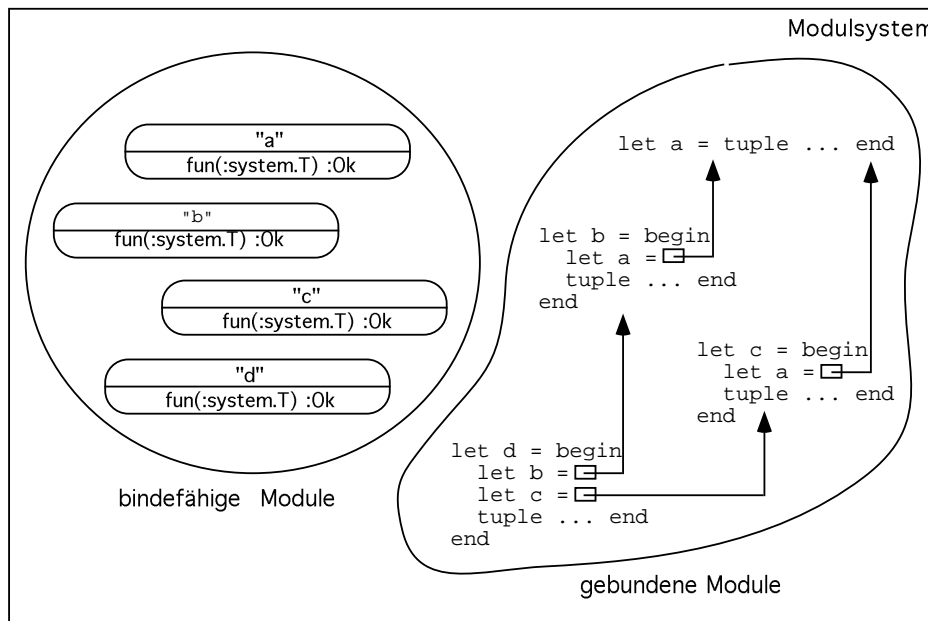 Modulsystem
"a"
fun(:system.T) :Ok
"b"
fun(:system.T) :Ok
"c"
fun(:system.T) :Ok
"d"
fun(:system.T) :Ok
bindefähige Module
let a = tuple ... end
let b = begin
let a =
tuple ... end
end
let c = begin
let a =
tuple ... end
end
let d = begin
let b =
let c =
tuple ... end
end
gebundene Module